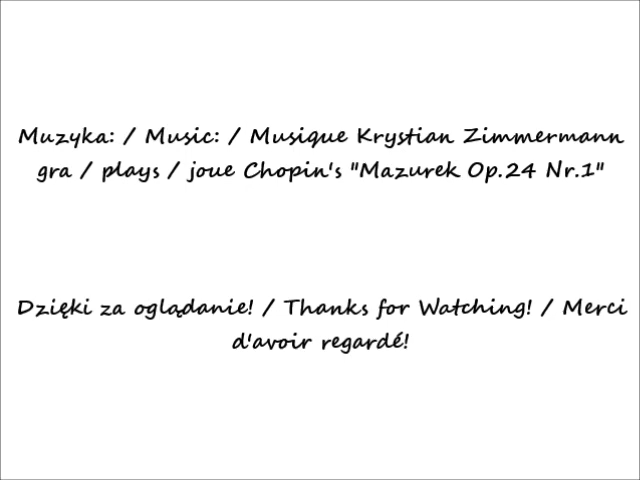 Muzyka: / Music: / Musique Krystian Zimmermann
gra / plays / joue Chopin's "Mazurek Op.24 Nr.1"
Dzięki za oglądanie! / Thanks for Watching! / Merci
d'avoir regardé!